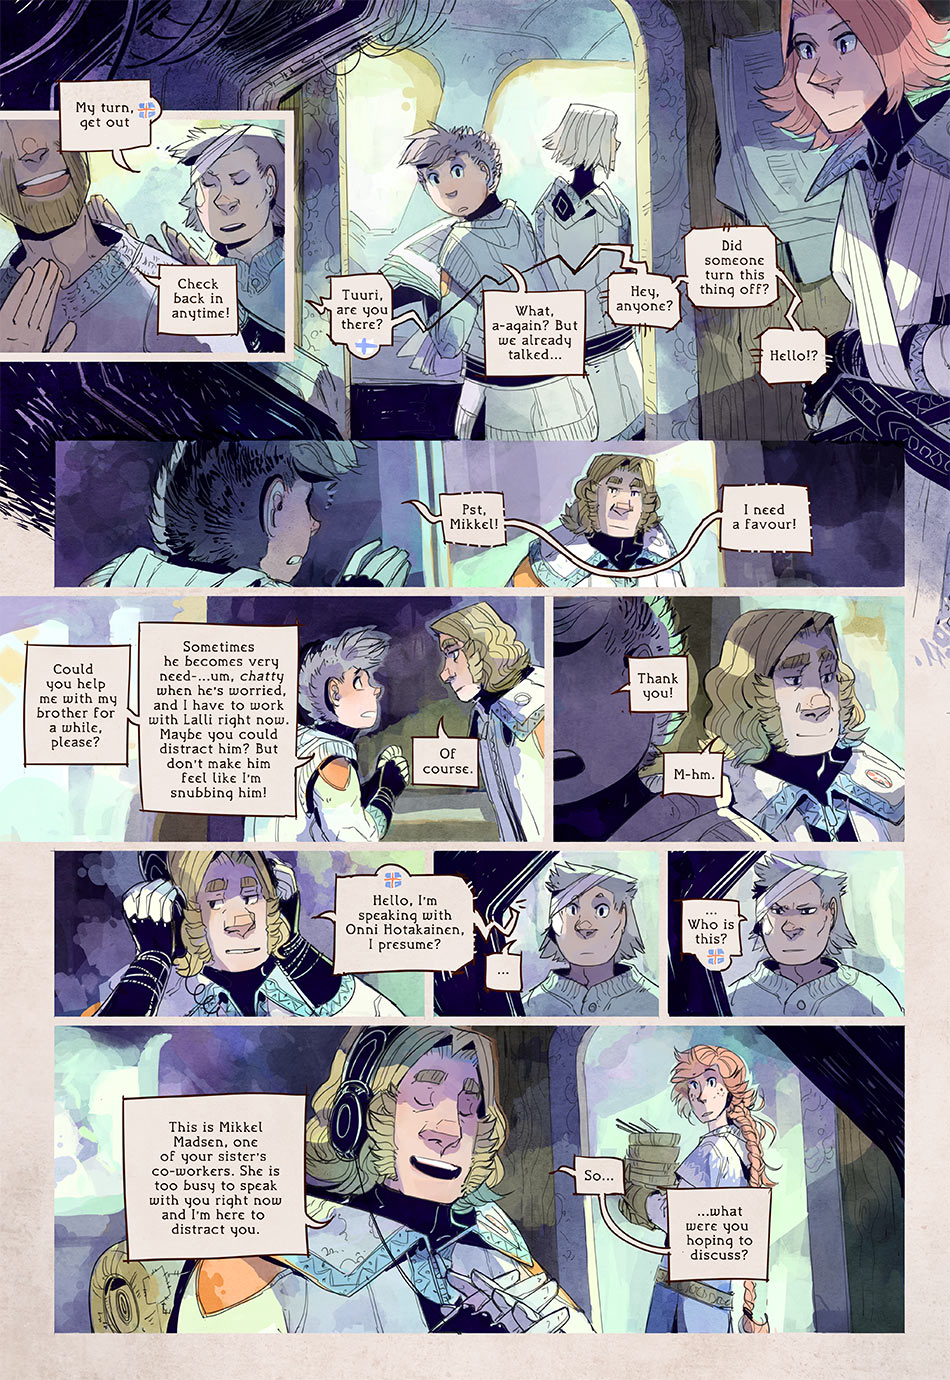 My turn,
get out
Check
back in
anytime!
Tuuri,
are you
there?
What,
a-again? But
we already
talked...
Hey,
anyone?
Did
someone
turn this
thing off?
Hello!?
Pst,
Mikkel!
I need
a favour!
Could
you help
me with my
brother for
a while,
please?
Sometimes
he becomes very
need-...um, chatty
when he's worried,
and I have to work
with Lalli right now.
Maybe you could
distract him? But
don't make him
feel like I'm
snubbing him!
Of
course.
Thank
you!
M-hm.
Hello, I'm
speaking with
Onni Hotakainen,
I presume?
...
...
Who is
this?
This is Mikkel
Madsen, one
of your sister's
co-workers. She is
too busy to speak
with you right now
and I'm here to
distract you.
So...
...what
were you
hoping to
discuss?